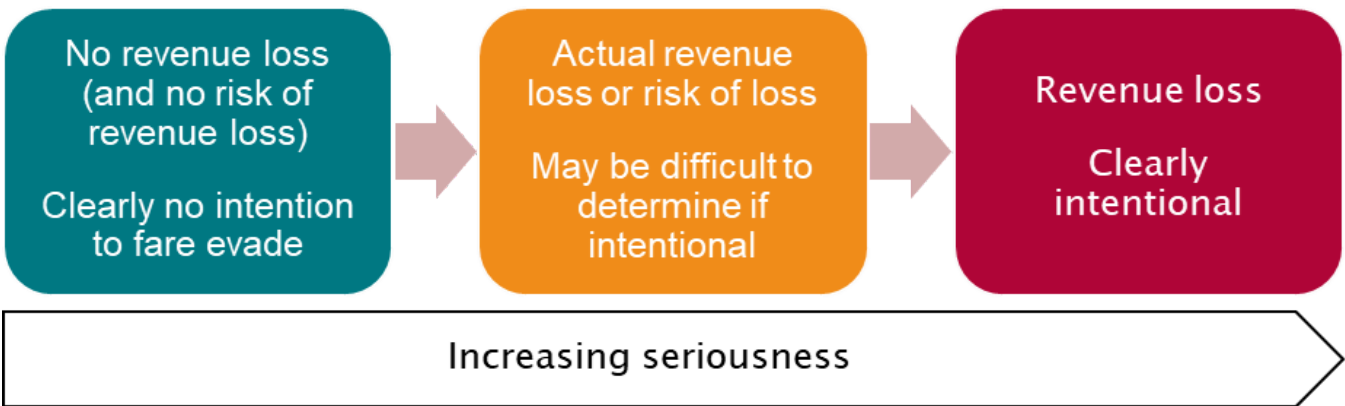 No revenue loss
(and no risk of
revenue loss)
Clearly no intention
to fare evade
Actual revenue
loss or risk of loss
May be difficult to
determine if
intentional
Revenue loss
Clearly
intentional
Increasing seriousness